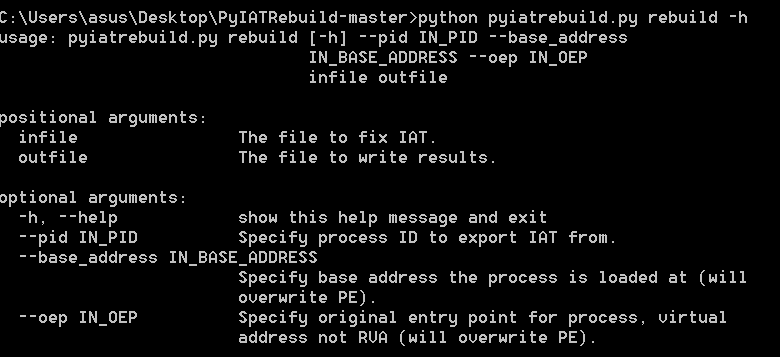 C:\Users\asus\Desktop\PyIATRebuild-master>python pyiatrebuild.py rebuild -h
usage: pyiatrebuild.py rebuild [-h] --pid IN_PID --base_address
IN_BASE_ADDRESS --oep IN_OEP
infile outfile
positional arguments:
infile The file to fix IAT.
outfile The file to write results.
optional arguments:
-h, --help show this help message and exit
--pid IN_PID Specify process ID to export IAT from.
--base_address IN_BASE_ADDRESS
Specify base address the process is loaded at (will
overwrite PE).
--oep IN_OEP Specify original entry point for process, virtual
address not RVA (will overwrite PE).